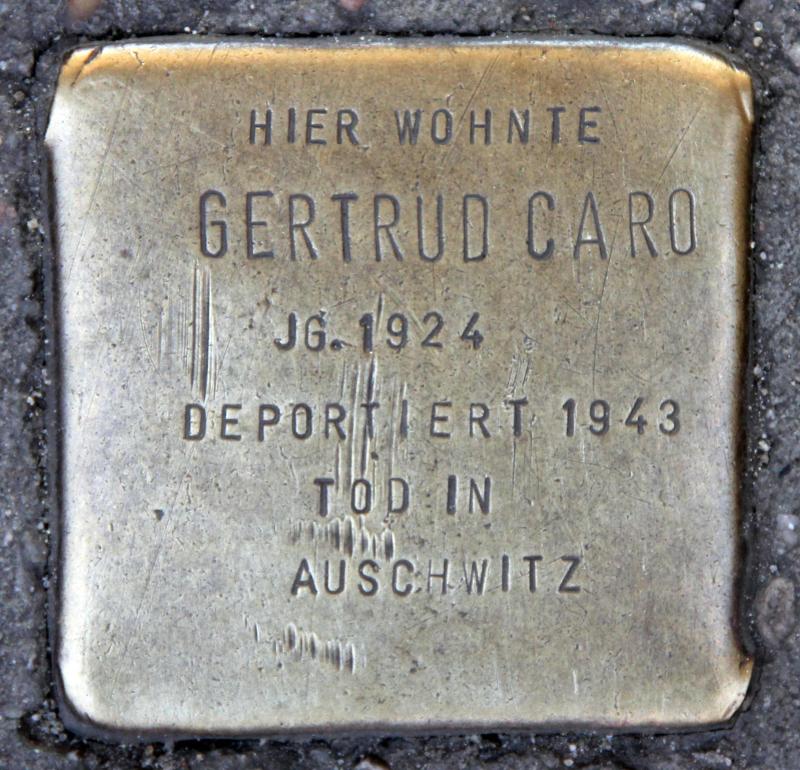 HIER WOHNTE
GERTRUD CARO
JG. 1924
DEPORTIERT 1943
TOD IN
AUSCHWITZ